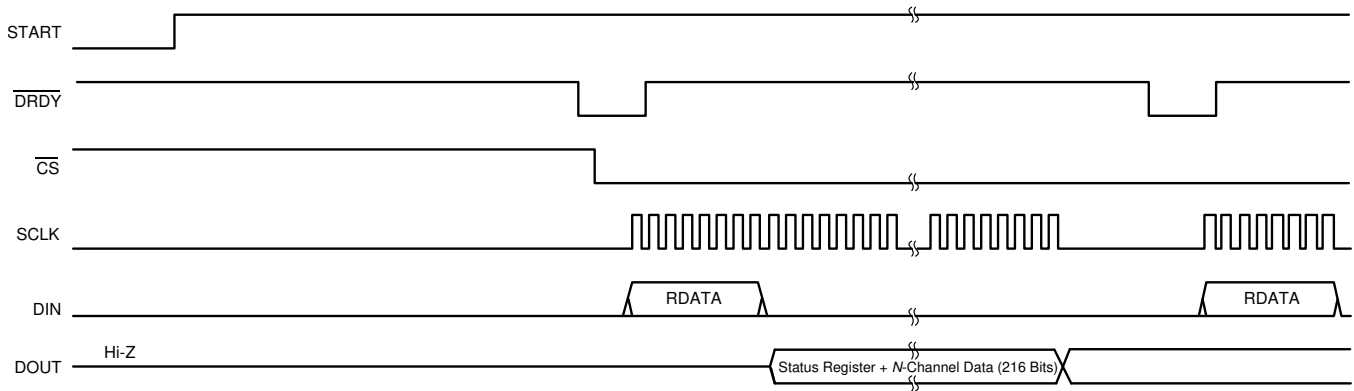 START
DRDY
CS
SCLK
DIN
RDATA
RDATA
DOUT
Hi-Z
Status Register + N-Channel Data (216 Bits)